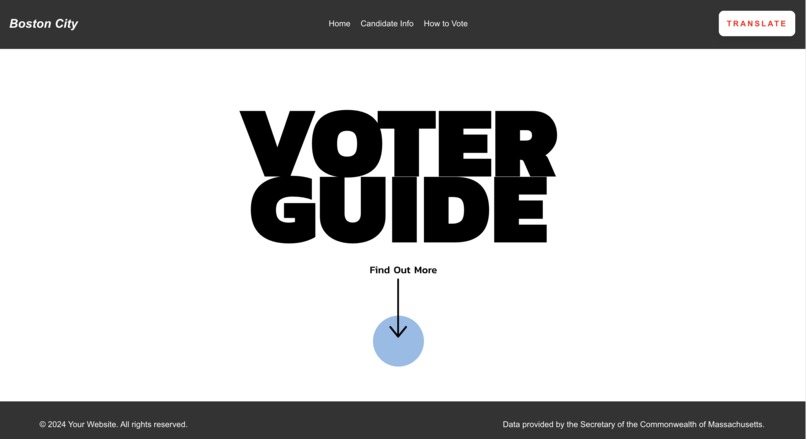 Boston City
Home Candidate Info How to Vote
TRANSLATE
VOTER
GUIDE
Find Out More
© 2024 Your Website. All rights reserved.
Data provided by the Secretary of the Commonwealth of Massachusetts.